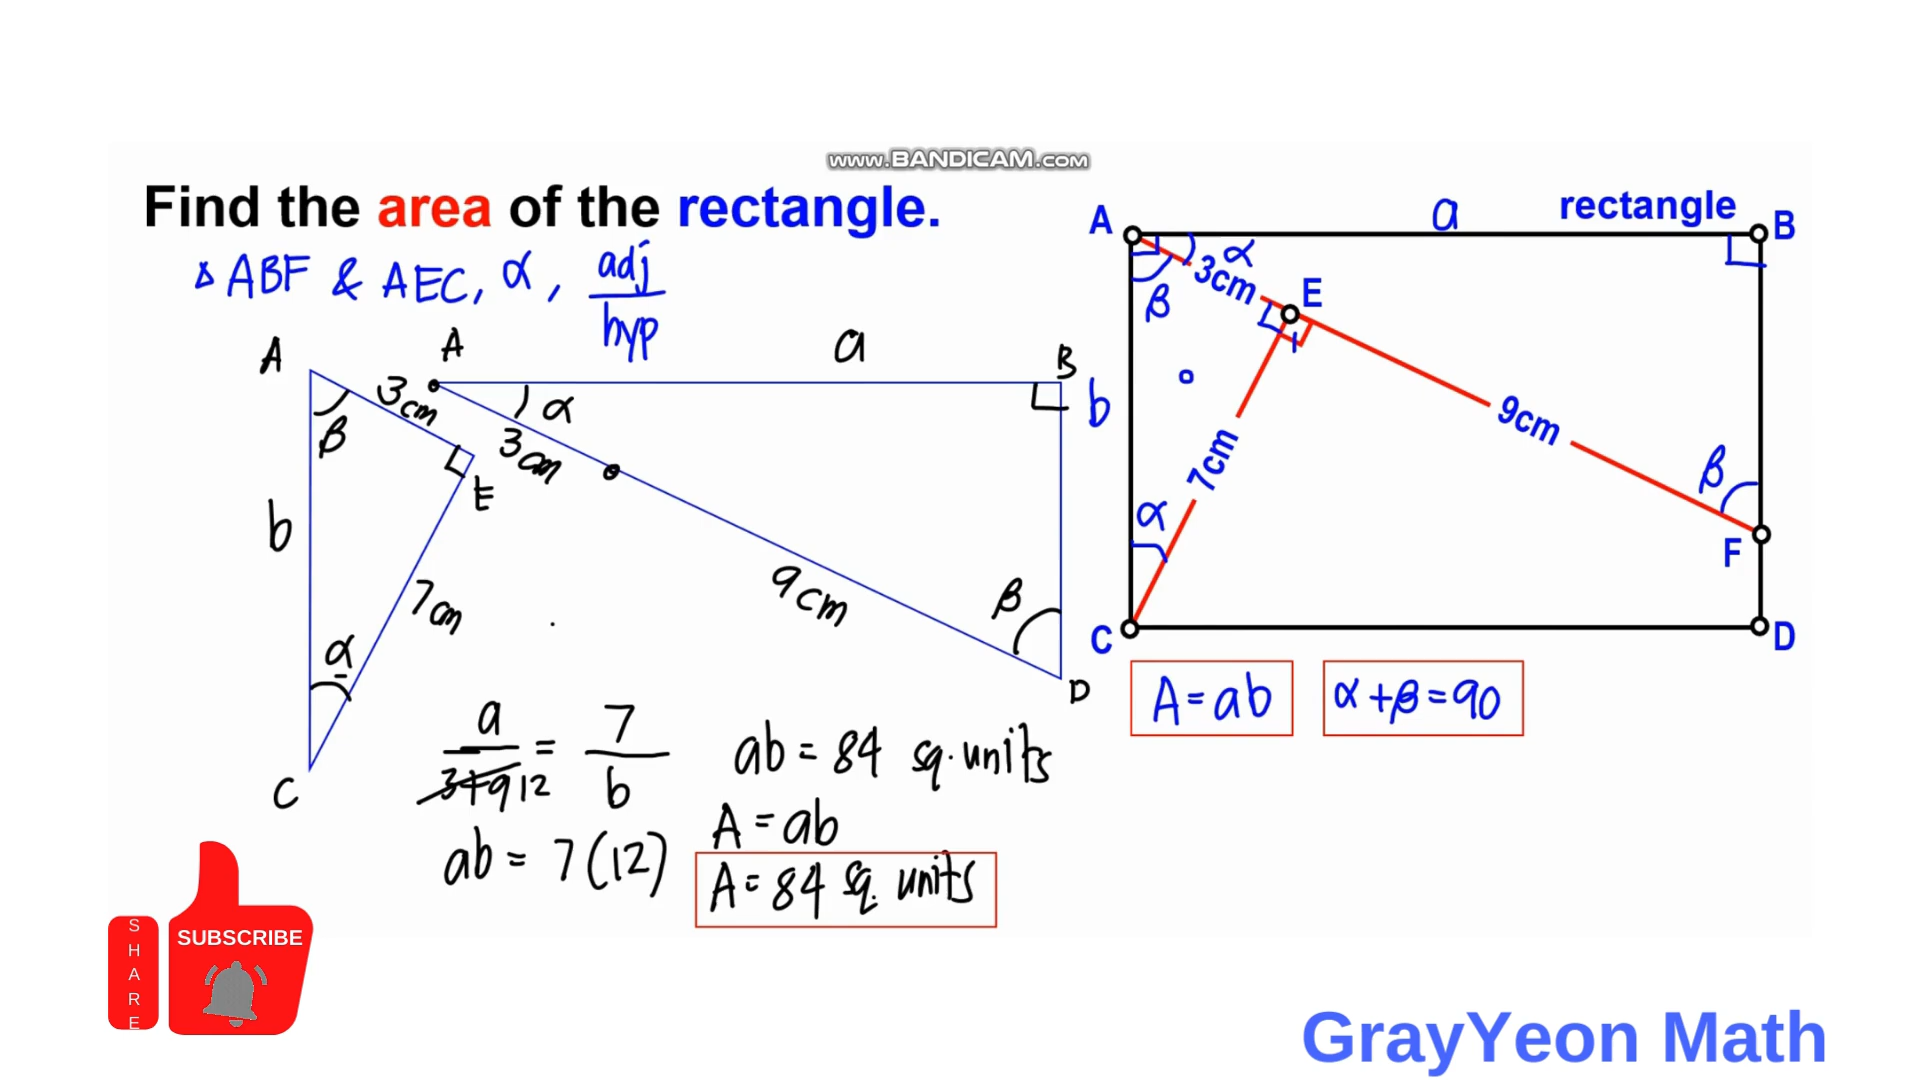 www.BANDICAM.com
Find the area of the rectangle.
△ ABF & AEC, α, adj/hyp
A
3cm
β
E
b
7cm
α
C
A
a
B
α
3cm
9cm
β
D
a/3+9 12 = 7/b
ab = 7(12)
ab = 84 sq. units
A = ab
A = 84 sq. units
A
a
rectangle
B
α
3cm
β
E
b
9cm
7cm
β
α
F
C
D
A = ab
α + β = 90
SHARE
SUBSCRIBE
GrayYeon Math